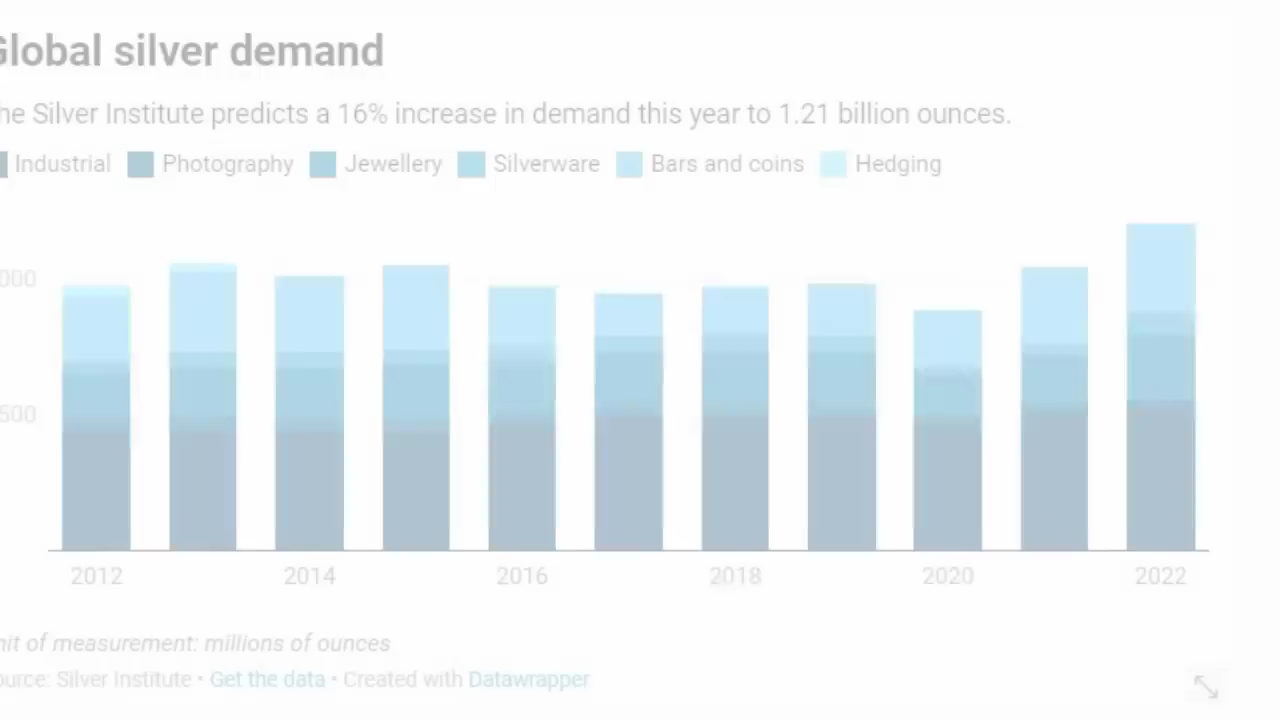 Global silver demand
he Silver Institute predicts a 16% increase in demand this year to 1.21 billion ounces.
Industrial Photography Jewellery Silverware Bars and coins Hedging
000
500
2012 2014 2016 2018 2020 2022
nit of measurement: millions of ounces
ource: Silver Institute • Get the data • Created with Datawrapper